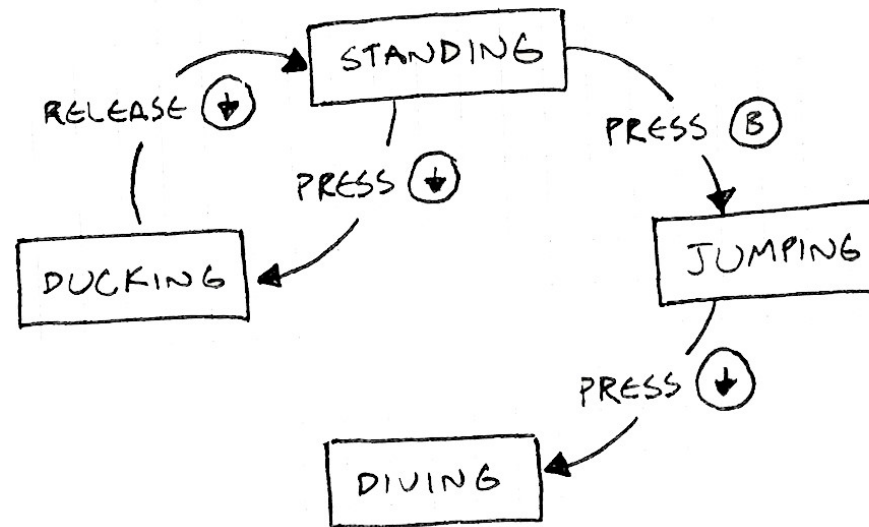 STANDING
RELEASE ↓
PRESS B
PRESS ↓
DUCKING
JUMPING
PRESS ↓
DIVING